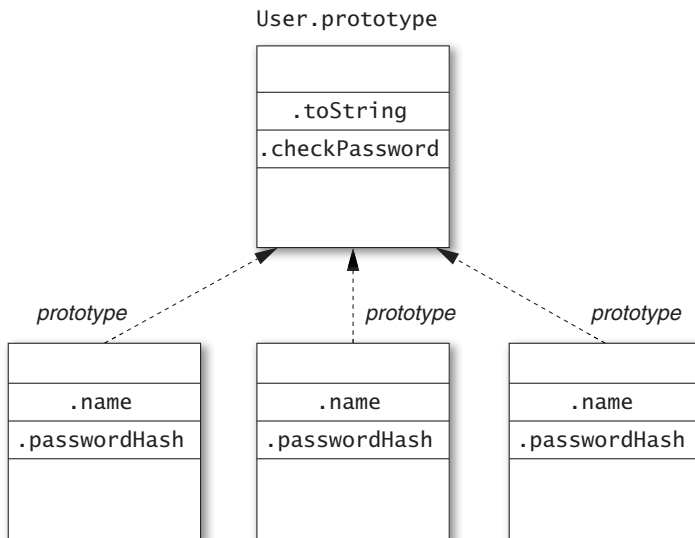 User.prototype
.toString
.checkPassword
prototype prototype prototype
.name .name .name
.passwordHash .passwordHash .passwordHash